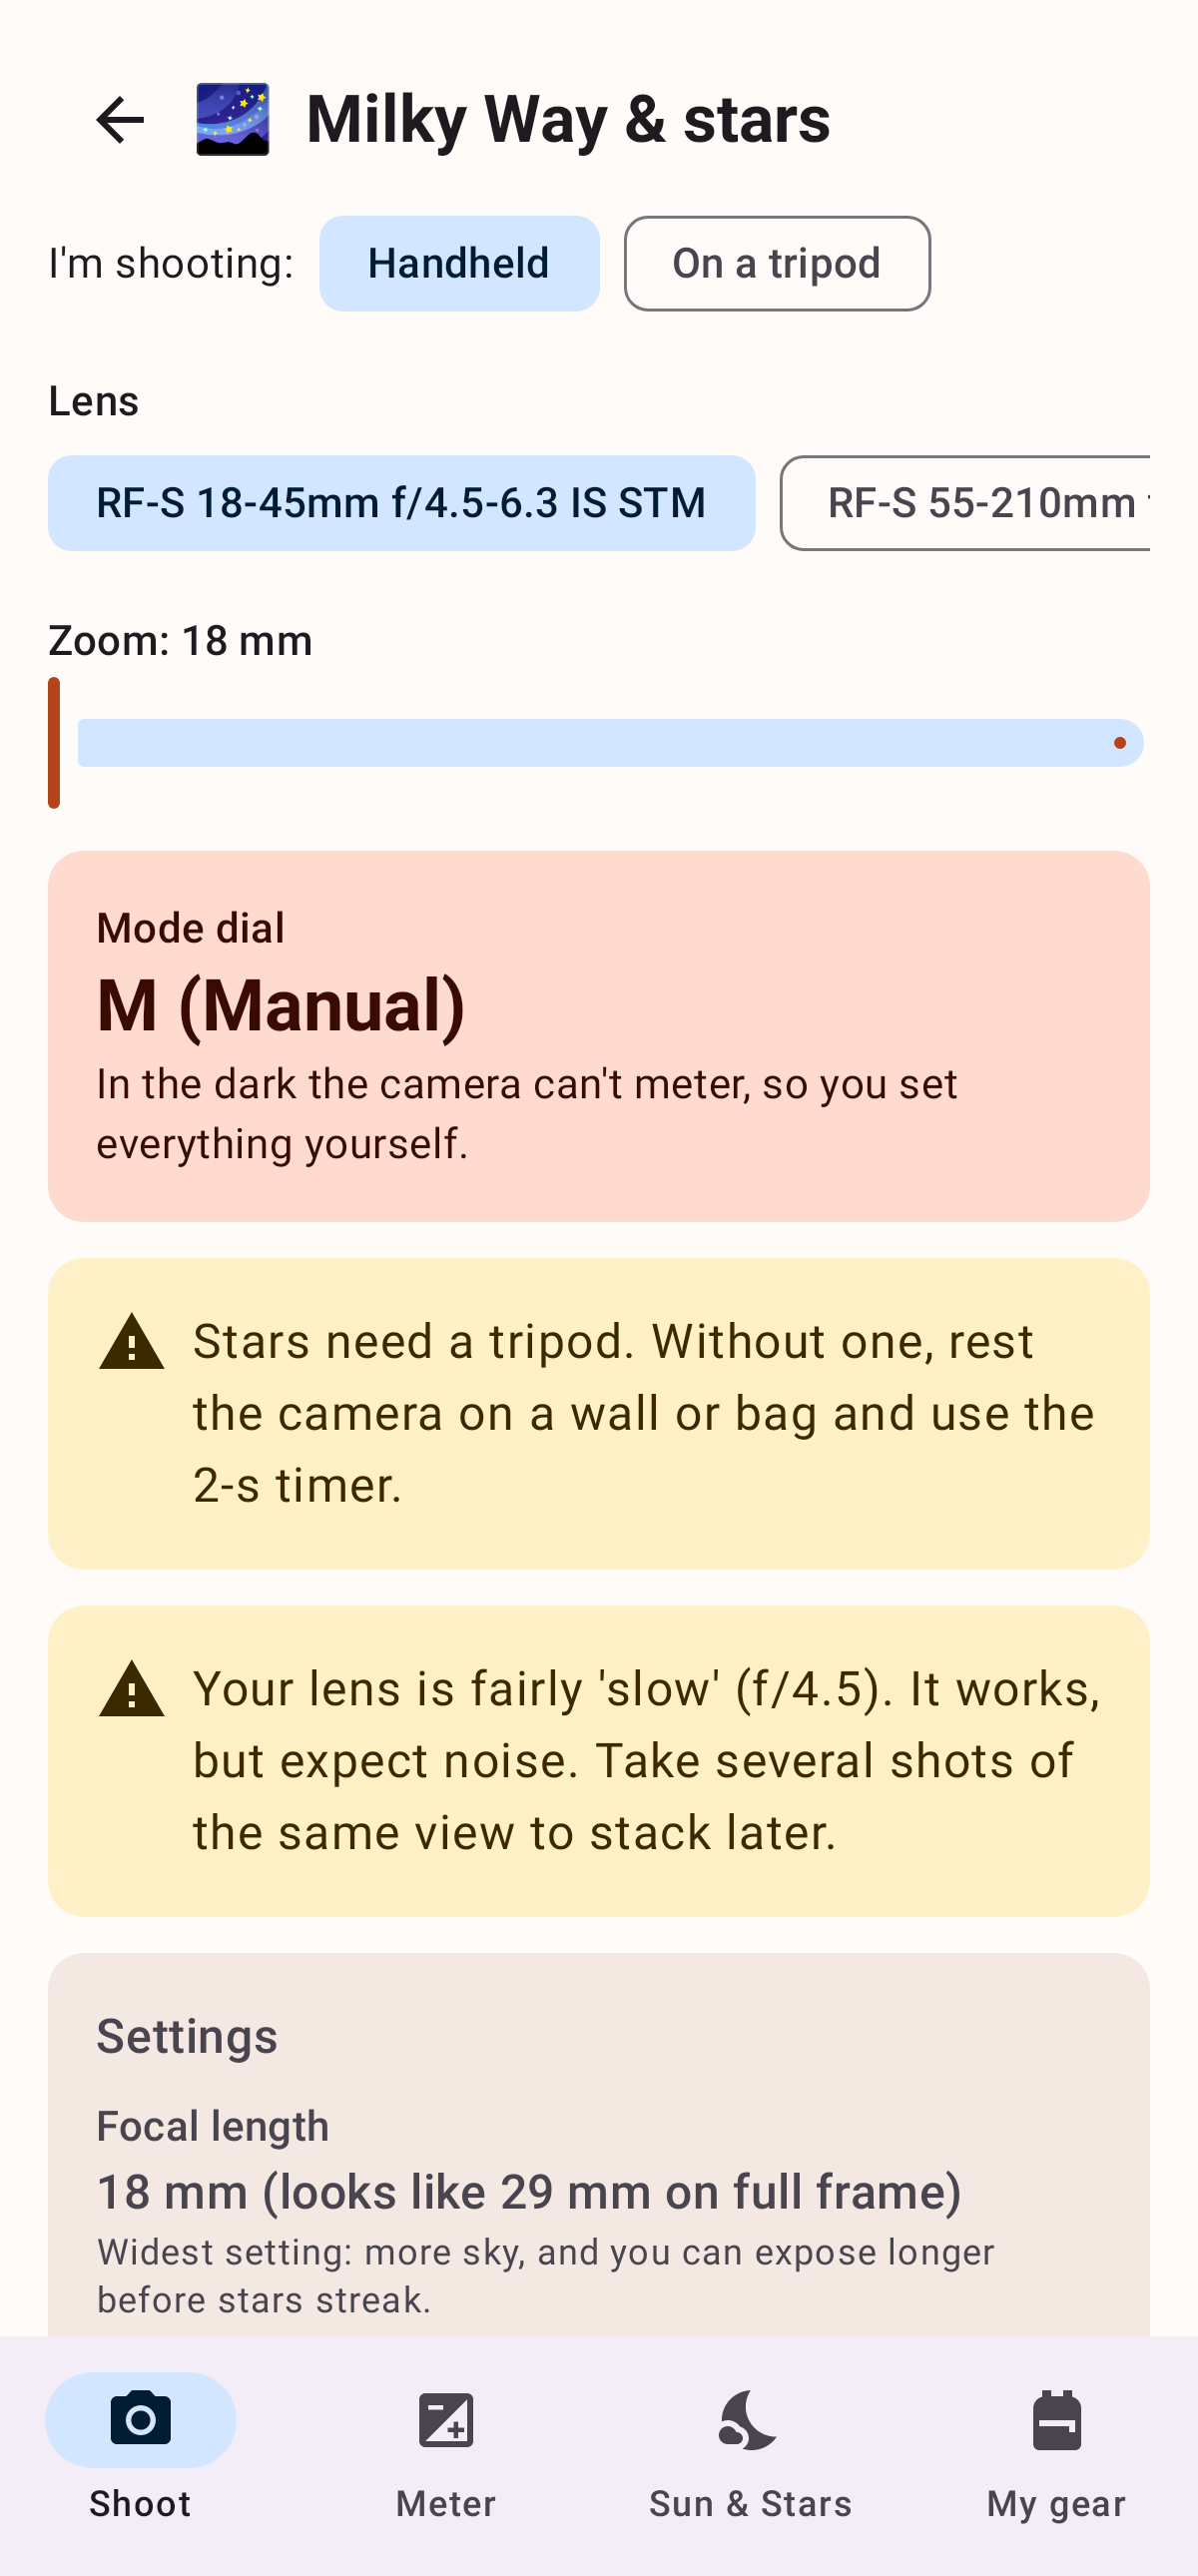 Milky Way & stars
I'm shooting:
Handheld
On a tripod
Lens
RF-S 18-45mm f/4.5-6.3 IS STM
RF-S 55-210mm
Zoom: 18 mm
Mode dial
M (Manual)
In the dark the camera can't meter, so you set
everything yourself.
Stars need a tripod. Without one, rest
the camera on a wall or bag and use the
2-s timer.
Your lens is fairly 'slow' (f/4.5). It works,
but expect noise. Take several shots of
the same view to stack later.
Settings
Focal length
18 mm (looks like 29 mm on full frame)
Widest setting: more sky, and you can expose longer
before stars streak.
Shoot
Meter
Sun & Stars
My gear